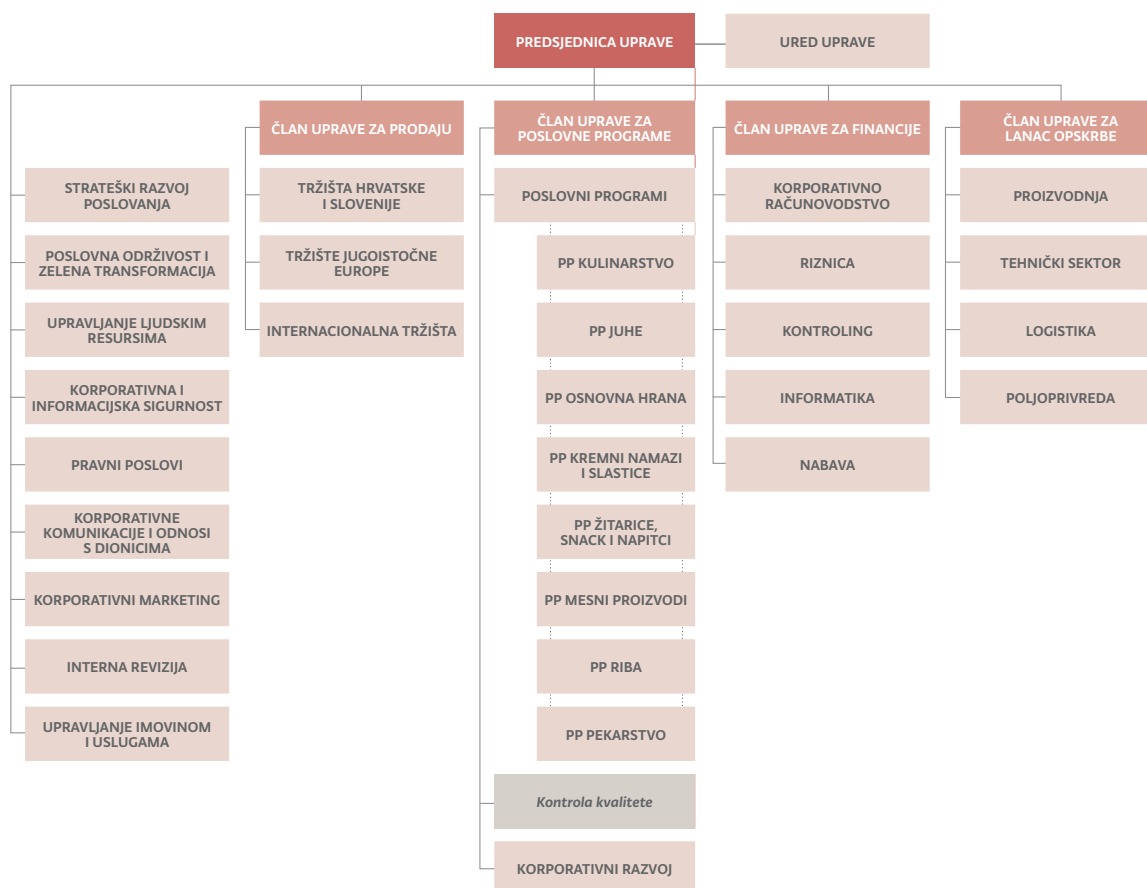 PREDSJEDNICA UPRAVE
URED UPRAVE
STRATEŠKI RAZVOJ
POSLOVANJA
POSLOVNA ODRŽIVOST I
ZELENA TRANSFORMACIJA
UPRAVLJANJE LJUDSKIM
RESURSIMA
KORPORATIVNA I
INFORMACIJSKA SIGURNOST
PRAVNI POSLOVI
KORPORATIVNE
KOMUNIKACIJE I ODNOSI
S DIONICIMA
KORPORATIVNI MARKETING
INTERNA REVIZIJA
UPRAVLJANJE IMOVINOM
I USLUGAMA
ČLAN UPRAVE ZA PRODAJU
TRŽIŠTA HRVATSKE
I SLOVENIJE
TRŽIŠTE JUGOISTOČNE
EUROPE
INTERNACIONALNA TRŽIŠTA
ČLAN UPRAVE ZA
POSLOVNE PROGRAME
POSLOVNI PROGRAMI
PP KULINARSTVO
PP JUHE
PP OSNOVNA HRANA
PP KREMNI NAMAZI
I SLASTICE
PP ŽITARICE,
SNACK I NAPITCI
PP MESNI PROIZVODI
PP RIBA
PP PEKARSTVO
Kontrola kvalitete
KORPORATIVNI RAZVOJ
ČLAN UPRAVE ZA FINANCIJE
KORPORATIVNO
RAČUNOVODSTVO
RIZNICA
KONTROLING
INFORMATIKA
NABAVA
ČLAN UPRAVE ZA
LANAC OPSKRBE
PROIZVODNJA
TEHNIČKI SEKTOR
LOGISTIKA
POLJOPRIVREDA